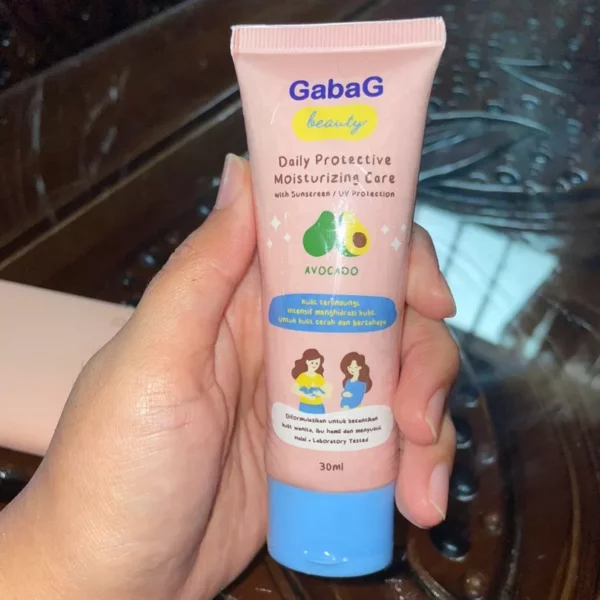 GabaG
beauty
Daily Protective
Moisturizing Care
with Sunscreen / UV Protection
AVOCADO
Kulit terlindungi,
intensif menghidrasi kulit,
untuk kulit cerah dan bercahaya
Diformulasikan untuk kecantikan
kulit wanita, ibu hamil dan menyusui.
Halal + Laboratory Tested
30ml